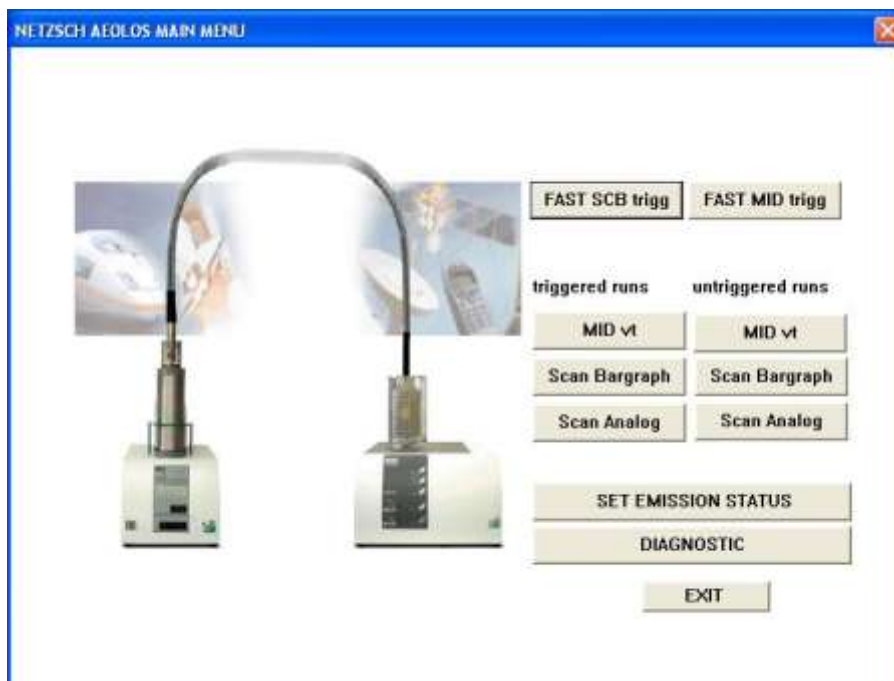 NETZSCH AEOLOS MAIN MENU
FAST SCB trigg FAST MID trigg
triggered runs untriggered runs
MID vt MID vt
Scan Bargraph Scan Bargraph
Scan Analog Scan Analog
SET EMISSION STATUS
DIAGNOSTIC
EXIT